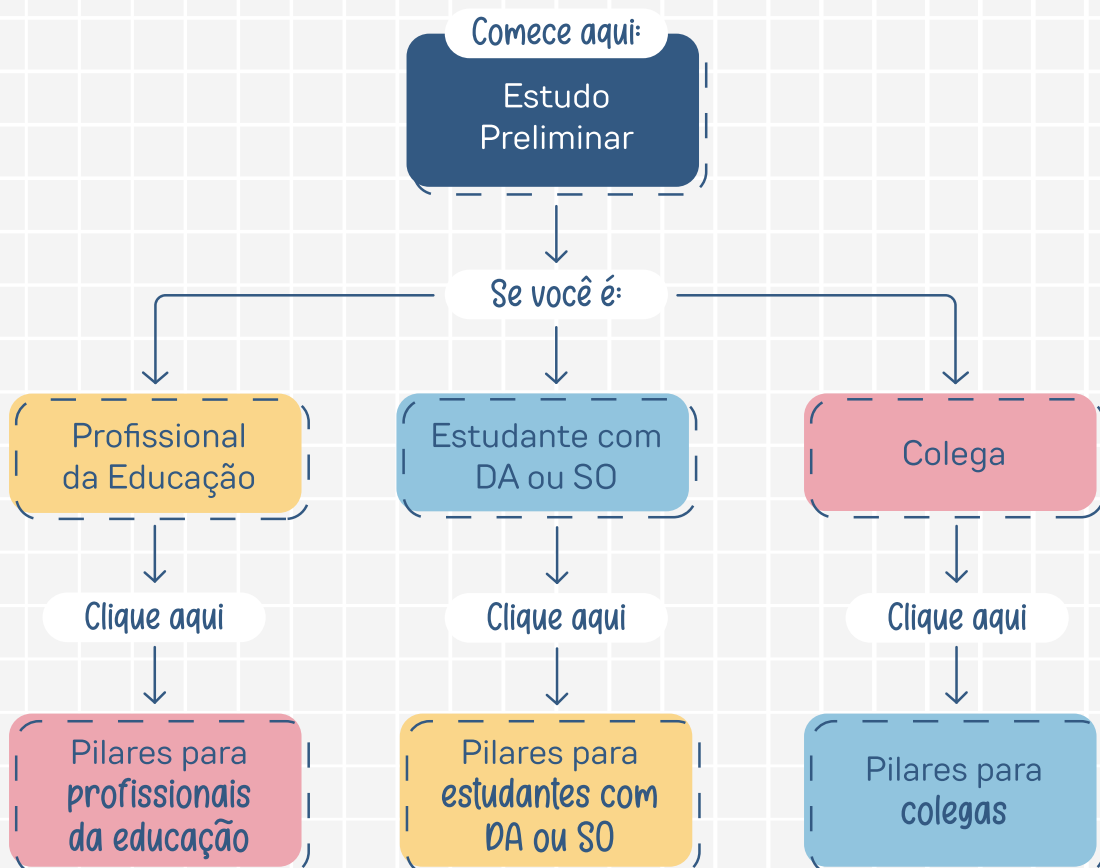 Comece aqui:
Estudo
Preliminar
Se você é:
Profissional
da Educação
Estudante com
DA ou SO
Colega
Clique aqui
Clique aqui
Clique aqui
Pilares para
profissionais
da educação
Pilares para
estudantes com
DA ou SO
Pilares para
colegas